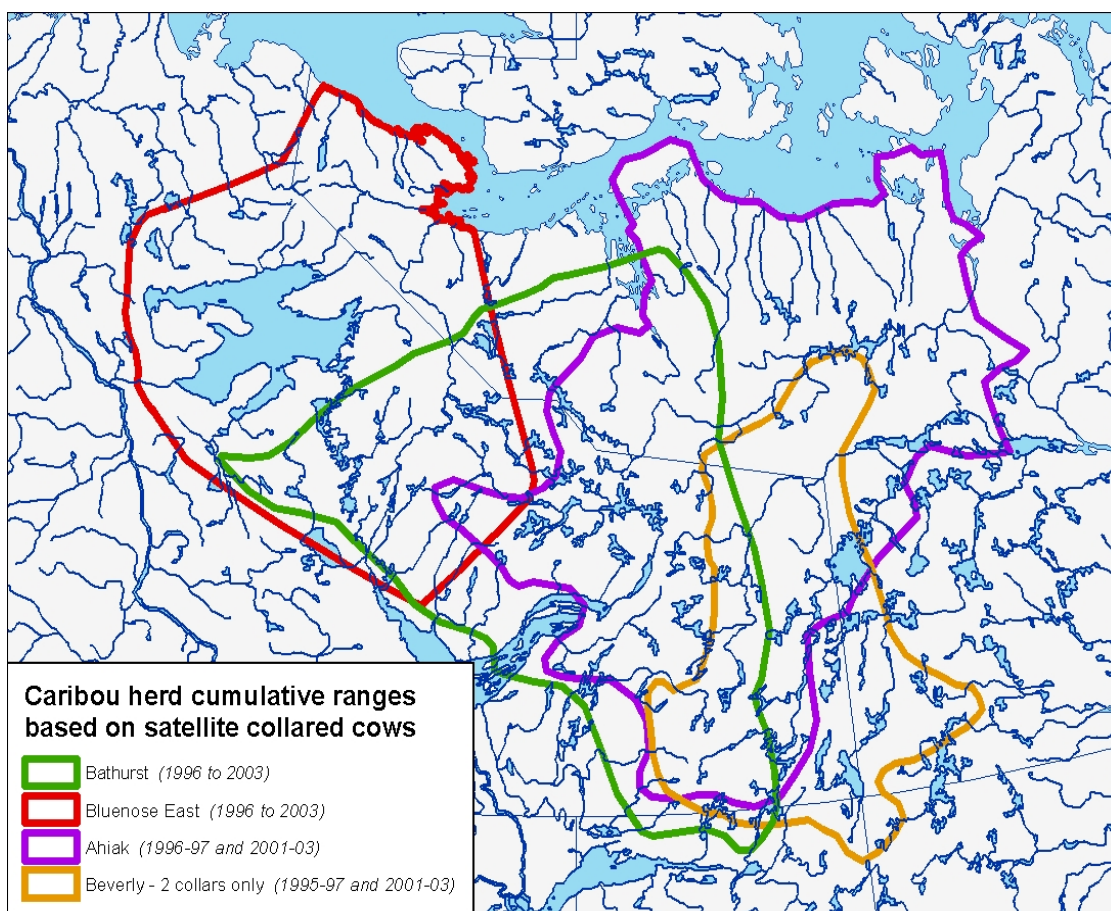 Caribou herd cumulative ranges
based on satellite collared cows
Bathurst (1996 to 2003)
Bluenose East (1996 to 2003)
Ahiak (1996-97 and 2001-03)
Beverly - 2 collars only (1995-97 and 2001-03)